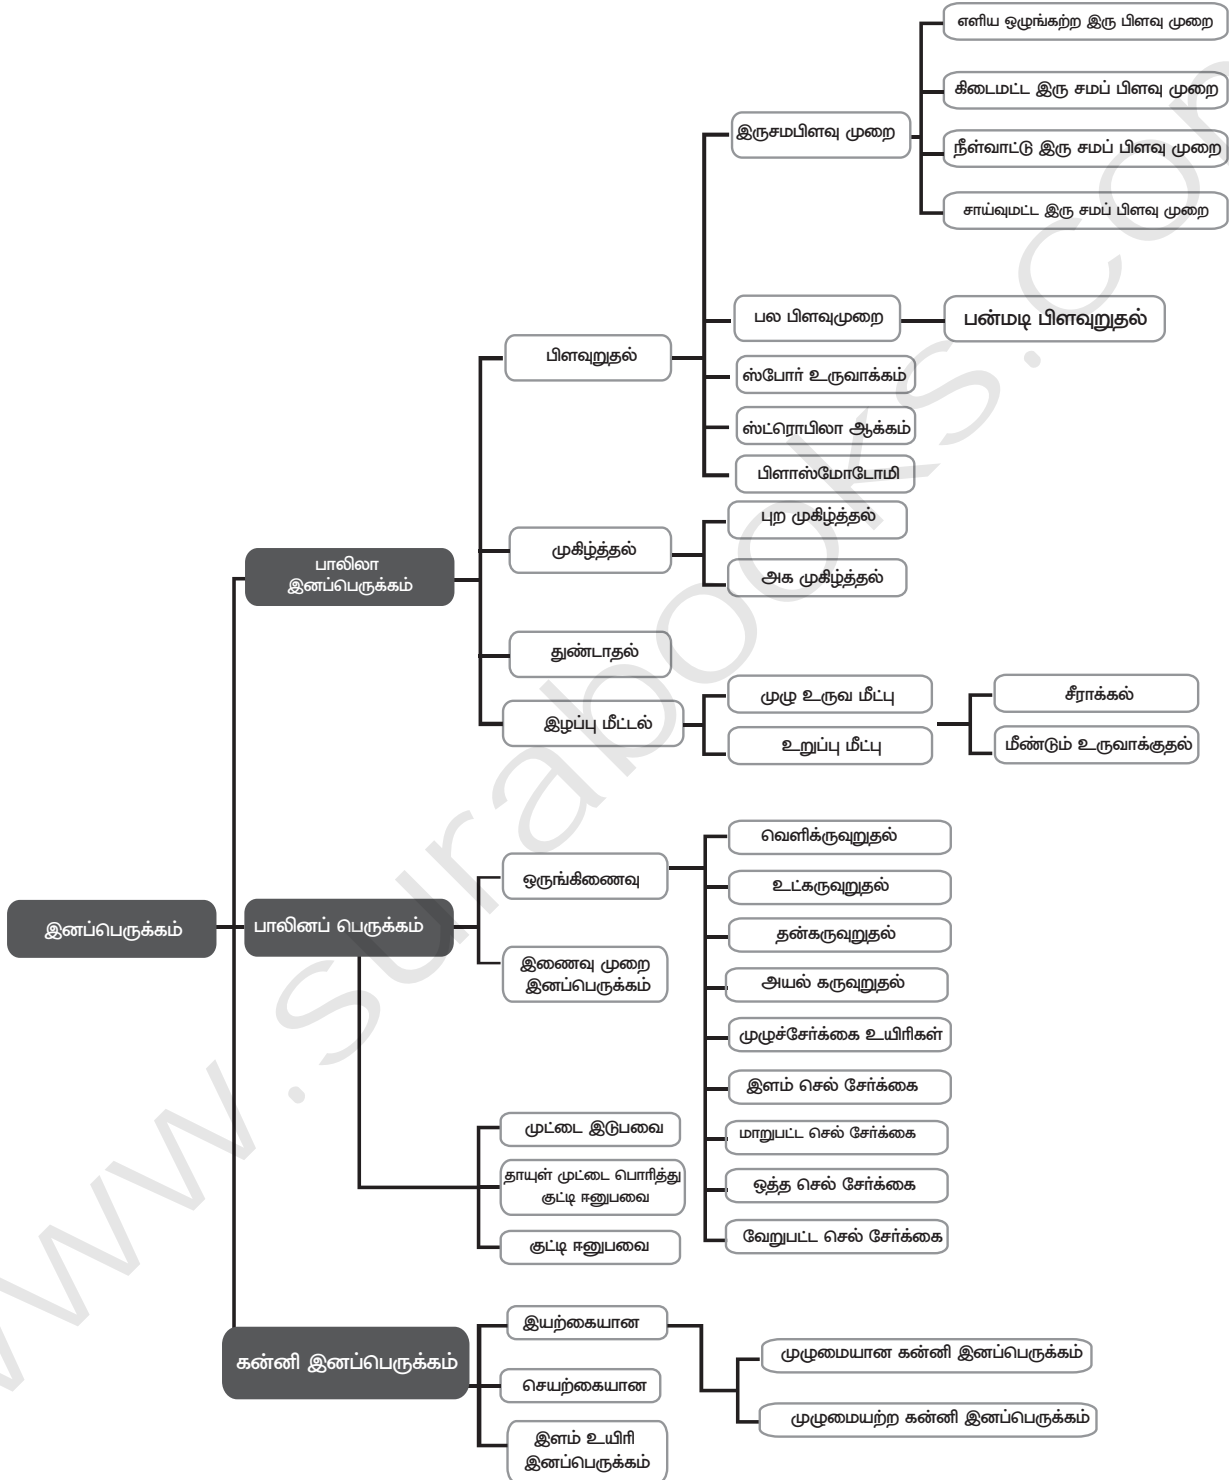 எளிய ஒழுங்கற்ற இரு பிளவு முறை
கிடைமட்ட இரு சமப் பிளவு முறை
இருசமபிளவு முறை
நீள்வாட்டு இரு சமப் பிளவு முறை
சாய்வுமட்ட இரு சமப் பிளவு முறை
பல பிளவுமுறை
பன்மடி பிளவுறுதல்
பிளவுறுதல்
ஸ்போர் உருவாக்கம்
ஸ்ட்ரொபிலா ஆக்கம்
பிளாஸ்மோடோமி
புற முகிழ்த்தல்
முகிழ்த்தல்
அக முகிழ்த்தல்
பாலிலா
இனப்பெருக்கம்
துண்டாதல்
முழு உருவ மீட்பு
சீராக்கல்
இழப்பு மீட்டல்
உறுப்பு மீட்பு
மீண்டும் உருவாக்குதல்
வெளிக்ருவுறுதல்
ஒருங்கிணைவு
உட்கருவுறுதல்
இனப்பெருக்கம்
பாலினப் பெருக்கம்
தன்கருவுறுதல்
இணைவு முறை
இனப்பெருக்கம்
அயல் கருவுறுதல்
முழுச்சேர்க்கை உயிரிகள்
இளம் செல் சேர்க்கை
முட்டை இடுபவை
மாறுபட்ட செல் சேர்க்கை
தாயுள் முட்டை பொரித்து
குட்டி ஈனுபவை
ஒத்த செல் சேர்க்கை
குட்டி ஈனுபவை
வேறுபட்ட செல் சேர்க்கை
இயற்கையான
கன்னி இனப்பெருக்கம்
முழுமையான கன்னி இனப்பெருக்கம்
செயற்கையான
முழுமையற்ற கன்னி இனப்பெருக்கம்
இளம் உயிரி
இனப்பெருக்கம்
www.surabooks.com